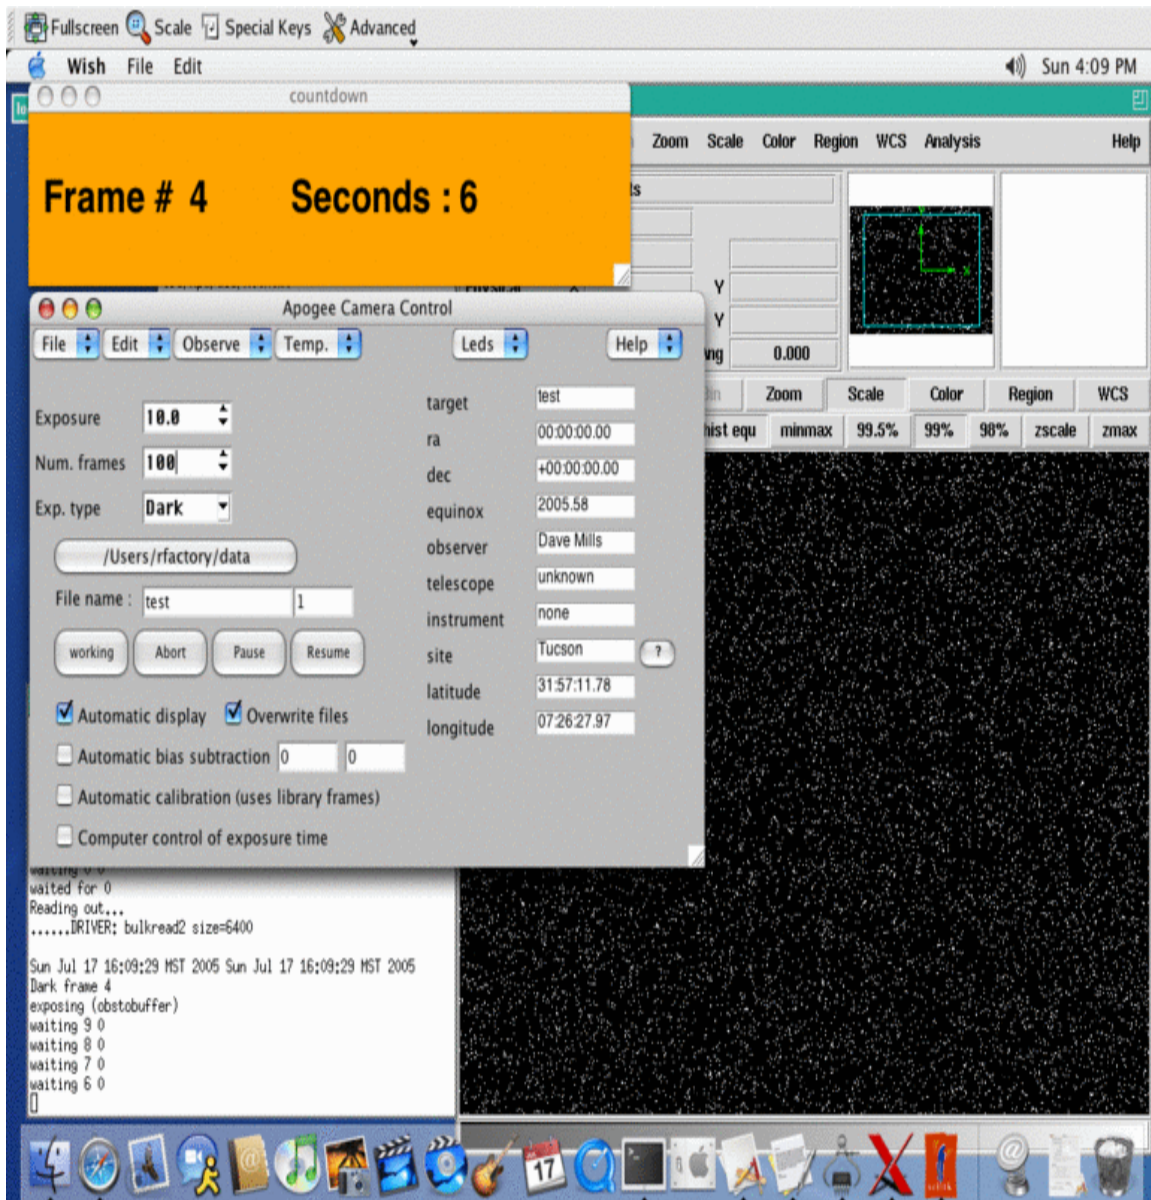 Fullscreen Scale Special Keys Advanced
Wish File Edit Sun 4:09 PM
countdown
Frame # 4 Seconds : 6
Zoom Scale Color Region WCS Analysis Help
Y
X
Y
Y
0.000
Zoom Scale Color Region WCS
hist equ minmax 99.5% 99% 98% zscale zmax
Apogee Camera Control
File Edit Observe Temp. Leds Help
Exposure 10.0
Num. frames 100
Exp. type Dark
/Users/rfactory/data
File name : test 1
working Abort Pause Resume
Automatic display Overwrite files
Automatic bias subtraction 0 0
Automatic calibration (uses library frames)
Computer control of exposure time
target test
ra 00:00:00.00
dec +00:00:00.00
equinox 2005.58
observer Dave Mills
telescope unknown
instrument none
site Tucson ?
latitude 31:57:11.78
longitude 07:26:27.97
waiting 0 0
waited for 0
Reading out...
......DRIVER: bulkread2 size=6400
Sun Jul 17 16:09:29 MST 2005 Sun Jul 17 16:09:29 MST 2005
Dark frame 4
exposing (obstobuffer)
waiting 9 0
waiting 8 0
waiting 7 0
waiting 6 0
17